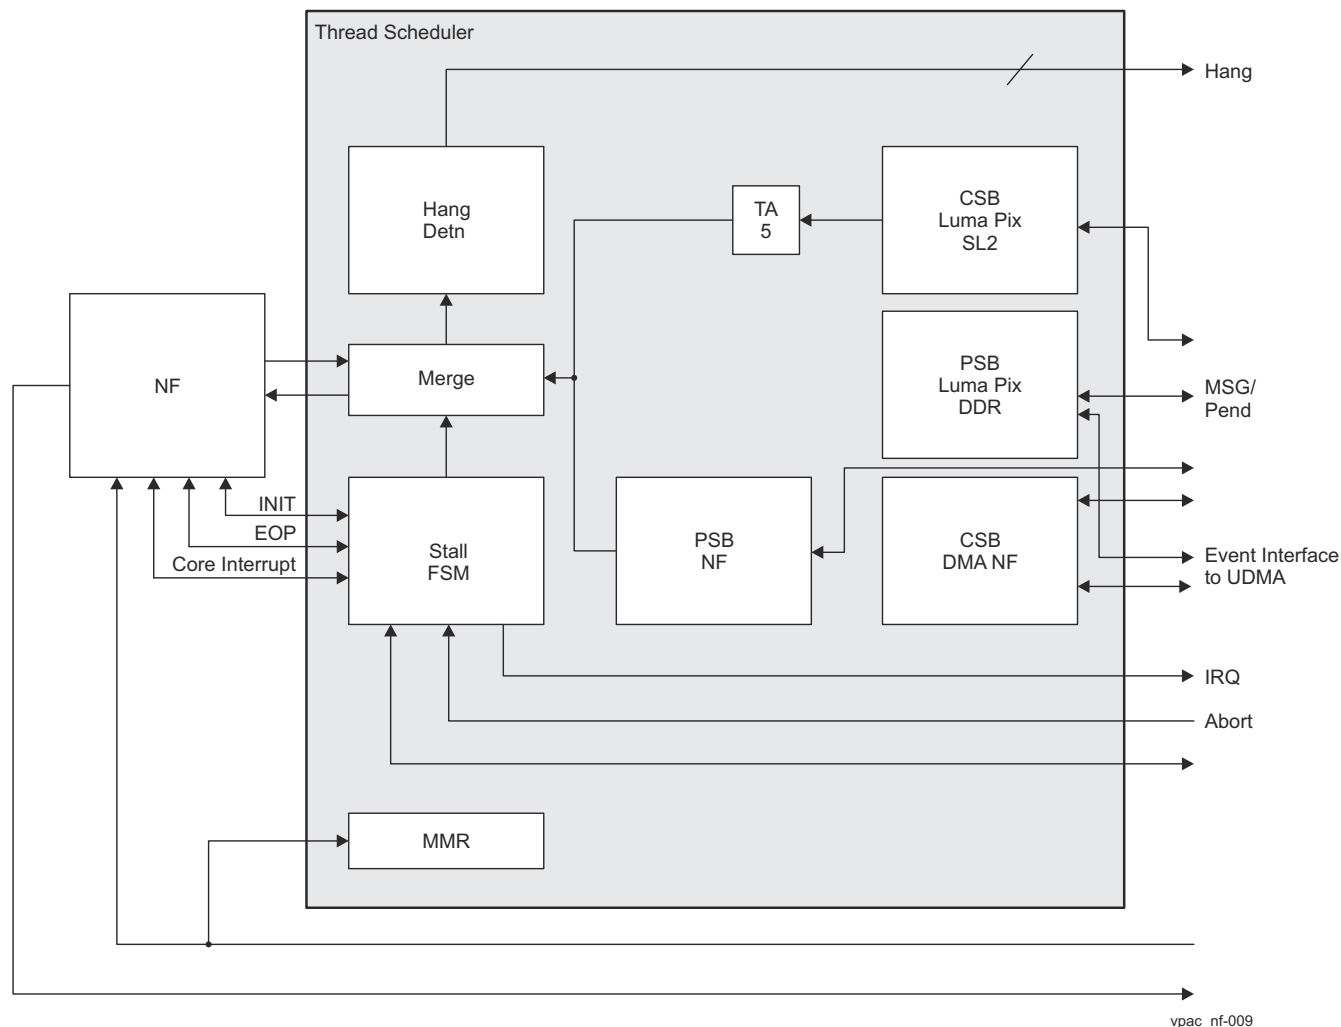 Thread Scheduler
Hang
Hang
Detn
TA
5
CSB
Luma Pix
SL2
NF
Merge
PSB
Luma Pix
DDR
MSG/
Pend
INIT
EOP
Core Interrupt
Stall
FSM
PSB
NF
CSB
DMA NF
Event Interface
to UDMA
IRQ
Abort
MMR
vpac_nf-009